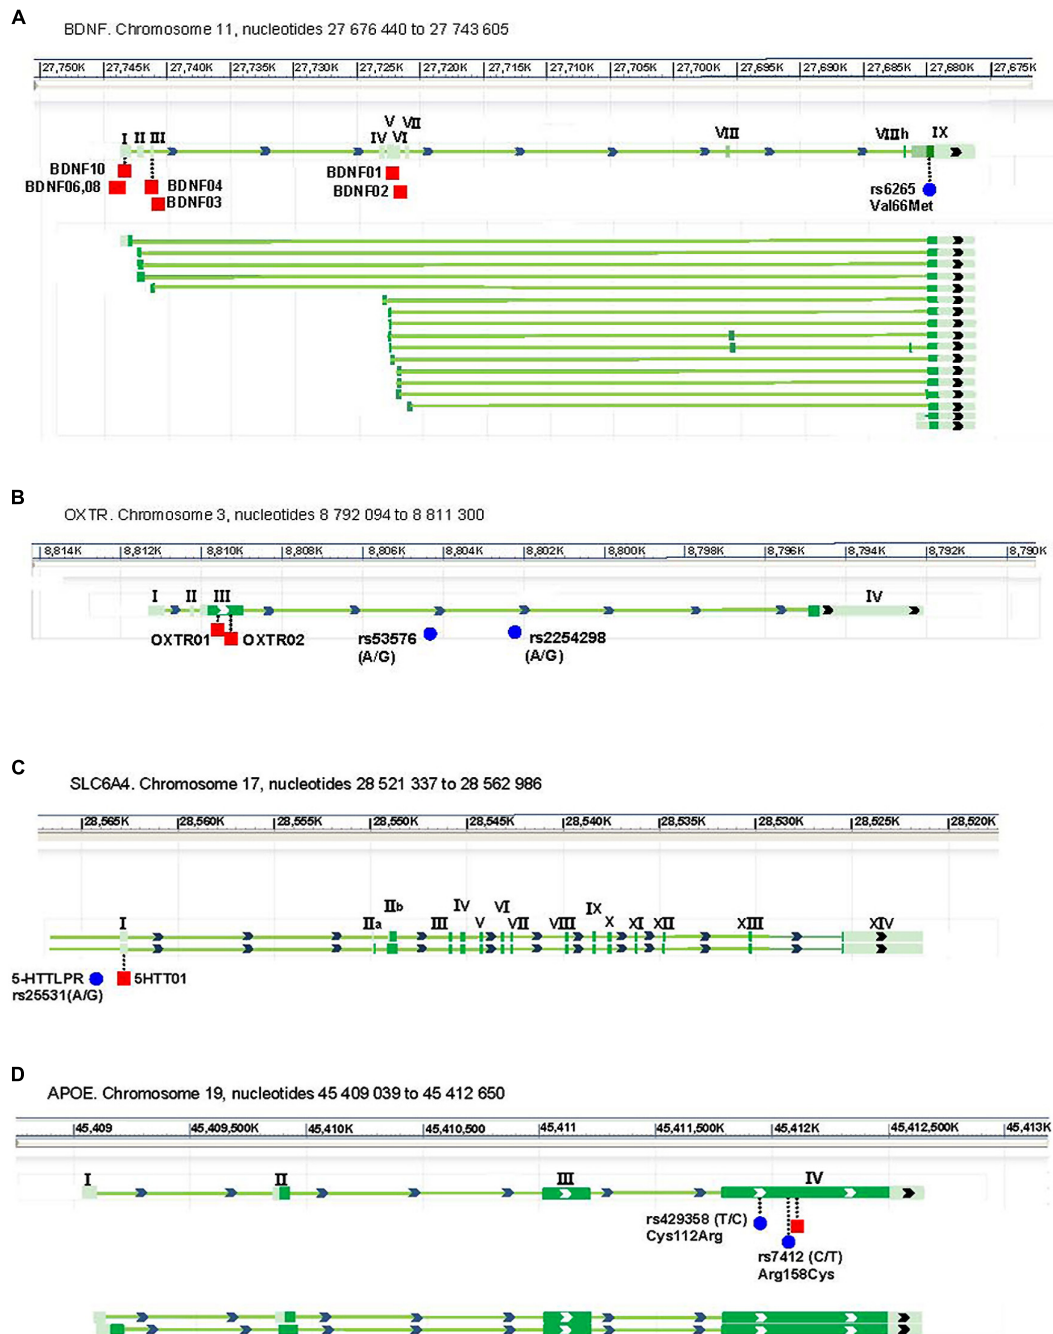 A
BDNF. Chromosome 11, nucleotides 27 676 440 to 27 743 605
27,750K 27,745K 27,740K 27,735K 27,730K 27,725K 27,720K 27,715K 27,710K 27,705K 27,700K 27,695K 27,690K 27,685K 27,680K 27,675K
V VII
I II III IV VI VIII VIIIh IX
BDNF10
BDNF06,08
BDNF04
BDNF03
BDNF01
BDNF02
rs6265
Val66Met
B
OXTR. Chromosome 3, nucleotides 8 792 094 to 8 811 300
8,814K 8,812K 8,810K 8,808K 8,806K 8,804K 8,802K 8,800K 8,798K 8,796K 8,794K 8,792K 8,790K
I II III IV
OXTR01 OXTR02
rs53576
(A/G)
rs2254298
(A/G)
C
SLC6A4. Chromosome 17, nucleotides 28 521 337 to 28 562 986
28,565K 28,560K 28,555K 28,550K 28,545K 28,540K 28,535K 28,530K 28,525K 28,520K
IIb IV VI IX
I IIa III V VII VIII X XI XII XIII XIV
5-HTTLPR 5HTT01
rs25531(A/G)
D
APOE. Chromosome 19, nucleotides 45 409 039 to 45 412 650
45,409 45,409,500K 45,410K 45,410,500 45,411 45,411,500K 45,412K 45,412,500K 45,413K
I II III IV
rs429358 (T/C)
Cys112Arg
rs7412 (C/T)
Arg158Cys